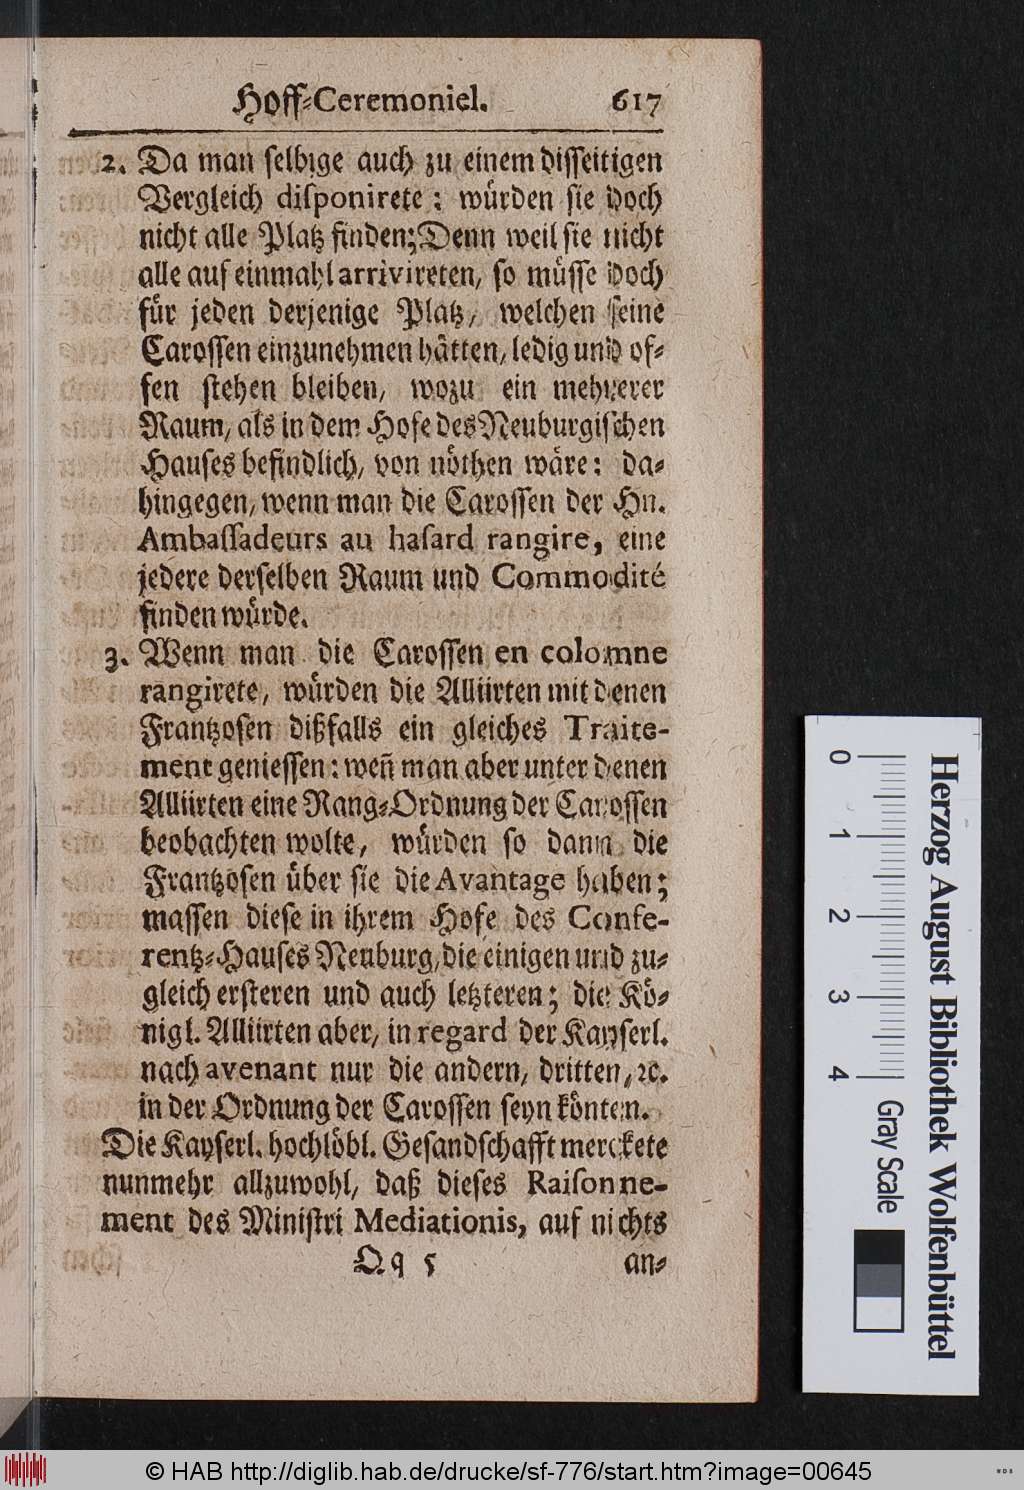 Hoff-Ceremoniel. 617
2. Da man selbige auch zu einem disseitigen
Vergleich disponirete: würden sie doch
nicht alle Platz finden; Denn weil sie nicht
alle auf einmahl arrivireten, so müsse doch
für jeden derjenige Platz, welchen seine
Carossen einzunehmen hätten, ledig und of-
fen stehen bleiben, wozu ein mehrerer
Raum, als in dem Hofe des Neuburgischen
Hauses befindlich, von nöthen wäre: da-
hingegen, wenn man die Carossen der Hn.
Ambassadeurs au hasard rangire, eine
jedere derselben Raum und Commodité
finden würde.
3. Wenn man die Carossen en colomne
rangirete, würden die Alliirten mit denen
Frantzosen dißfalls ein gleiches Traite-
ment geniessen: weñ man aber unter denen
Alliirten eine Rang-Ordnung der Carossen
beobachten wolte, würden so dann die
Frantzosen über sie die Avantage haben;
massen diese in ihrem Hofe des Confe-
rentz-Hauses Neuburg, die einigen und zu-
gleich ersteren und auch letzteren; die Kö-
nigl. Alliirten aber, in regard der Kayserl.
nach avenant nur die andern, dritten, ꝛc.
in der Ordnung der Carossen seyn könten.
Die Kayserl. hochlöbl. Gesandschafft merckete
nunmehr allzuwohl, daß dieses Raisonne-
ment des Ministri Mediationis, auf nichts
Qq 5 an-
0 1 2 3 4
Gray Scale
Herzog August Bibliothek Wolfenbüttel
© HAB http://diglib.hab.de/drucke/sf-776/start.htm?image=00645